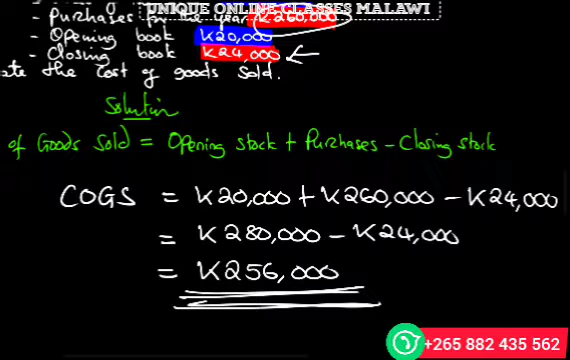 UNIQUE ONLINE CLASSES MALAWI
- Purchases for the year K260,000
- Opening book K20,000
- Closing book K24,000
ate the cost of goods sold.
Solution
of Goods Sold = Opening stock + Purchases - Closing stock
COGS = K20,000 + K260,000 - K24,000
= K280,000 - K24,000
= K256,000
+265 882 435 562